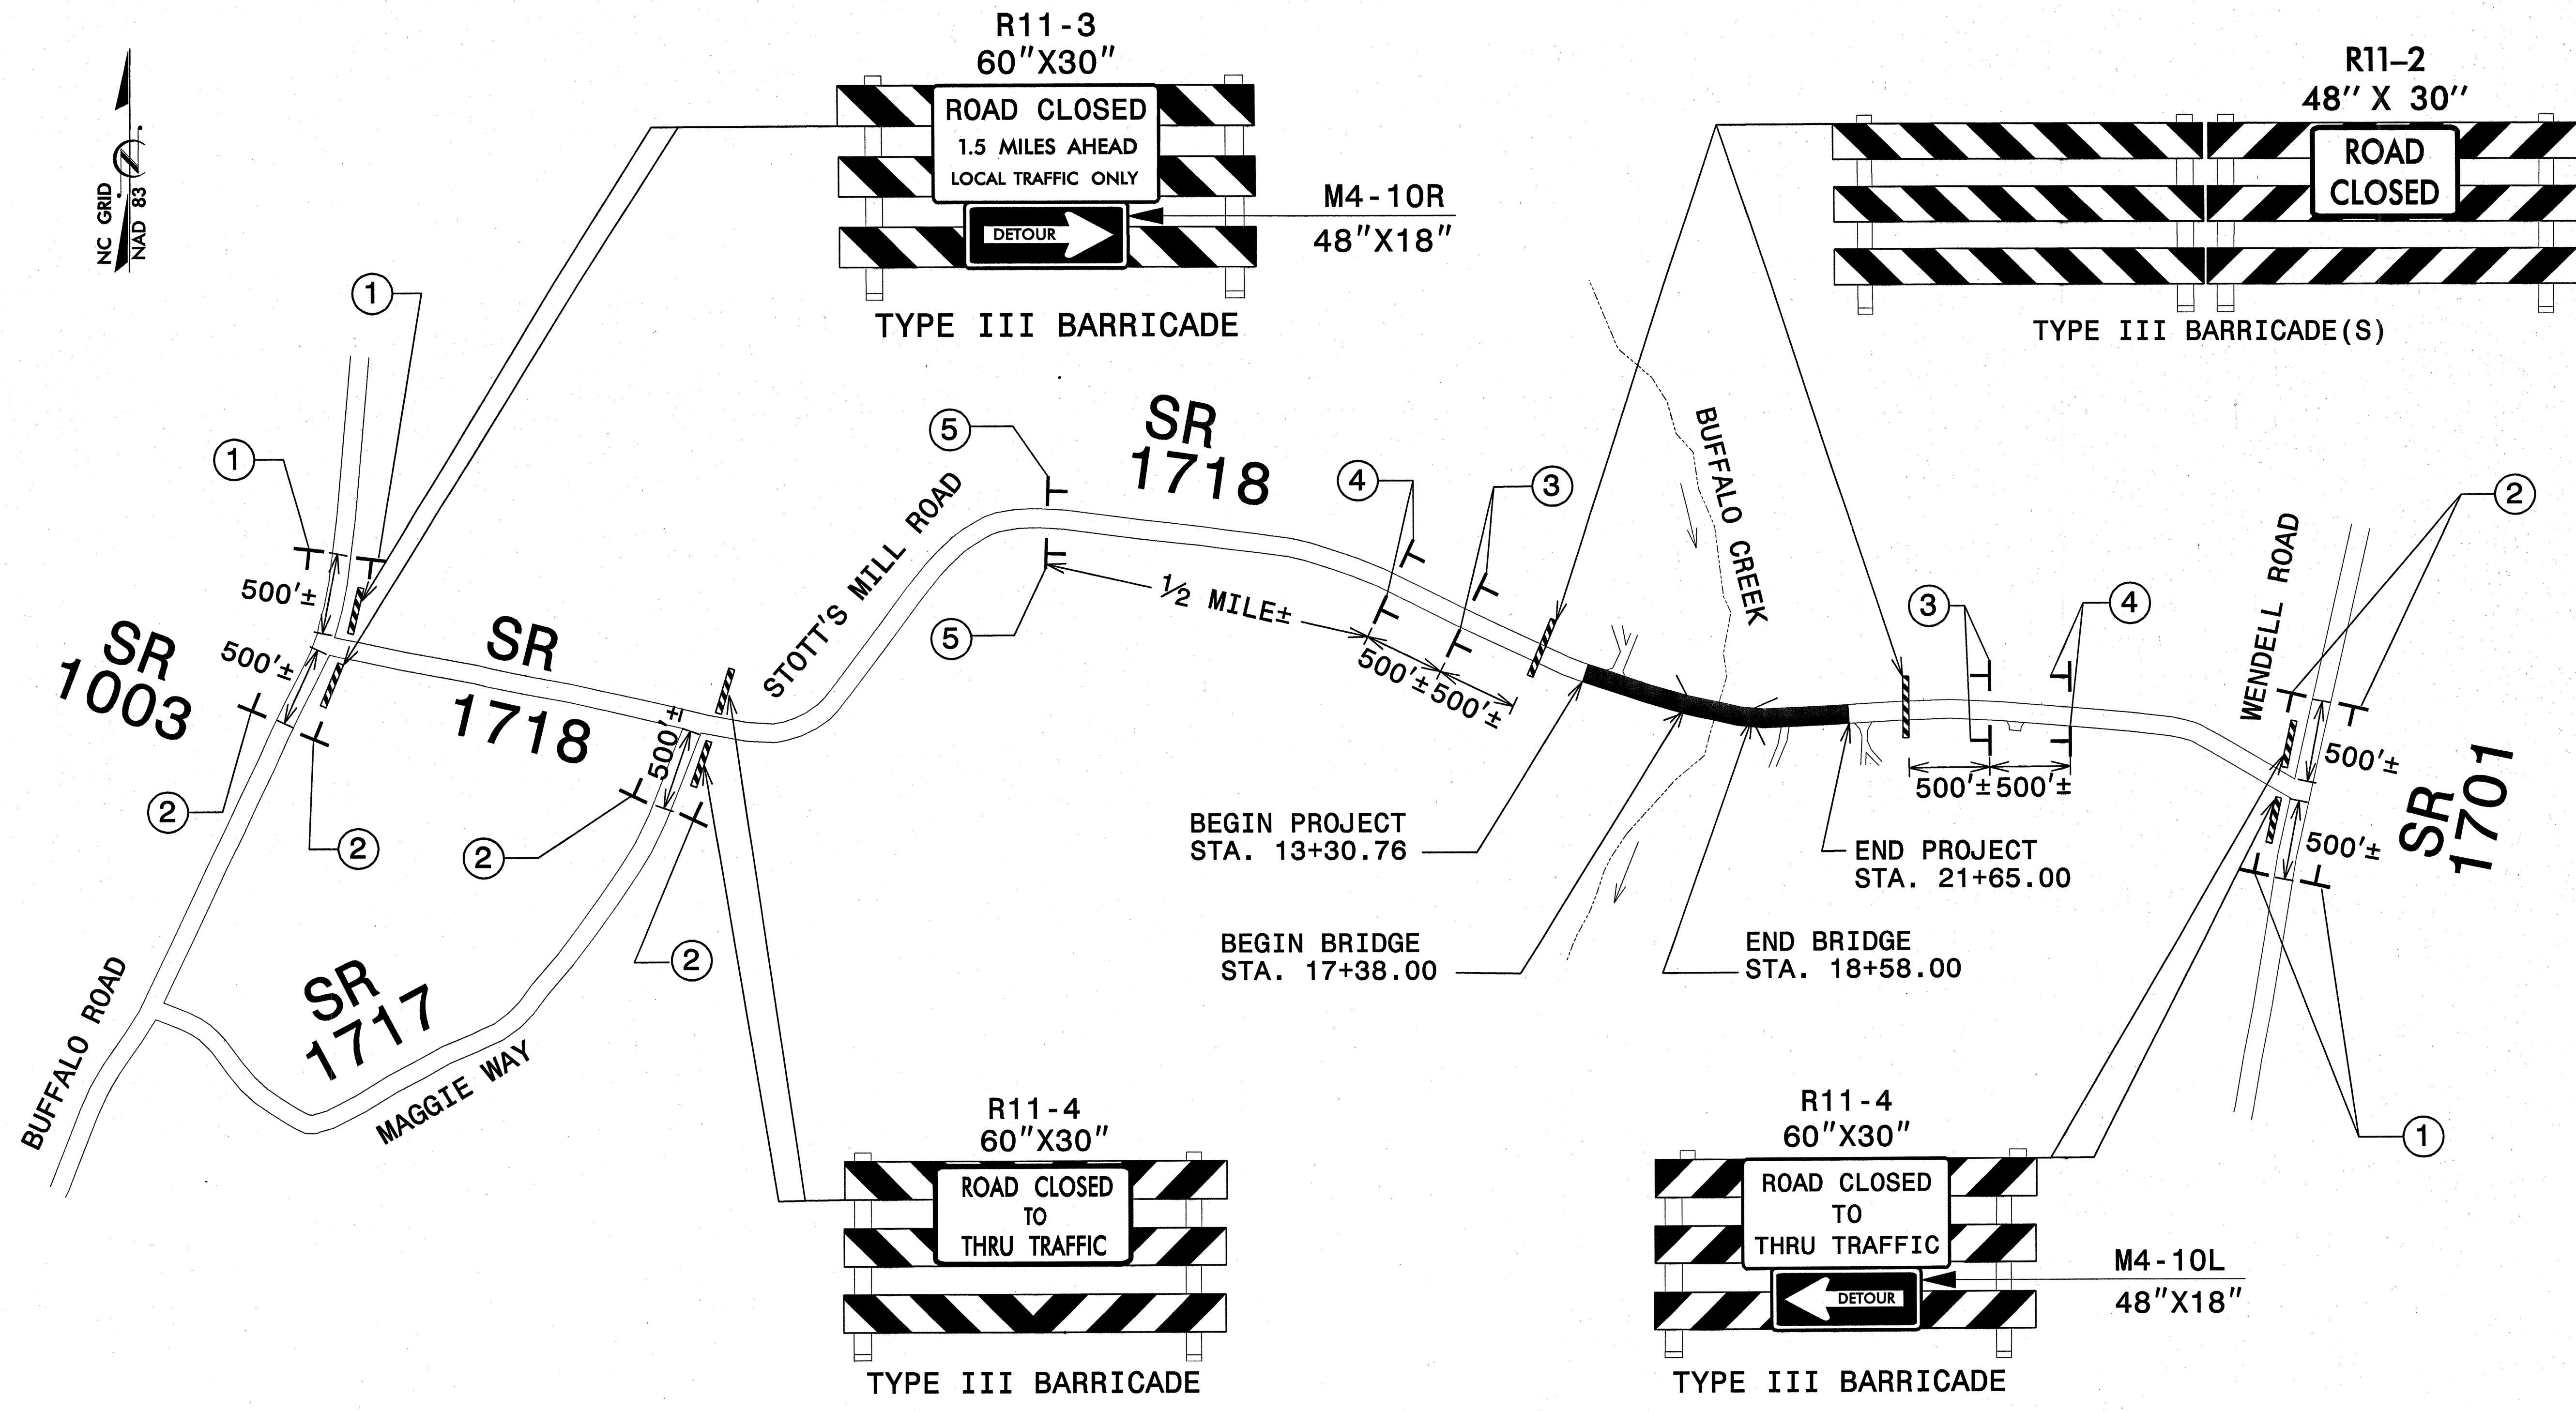 R11-3
60"X30"
ROAD CLOSED
1.5 MILES AHEAD
LOCAL TRAFFIC ONLY
DETOUR
M4-10R
48"X18"
TYPE III BARRICADE
R11–2
48" X 30"
ROAD
CLOSED
TYPE III BARRICADE(S)
NC GRID
NAD 83
1
1
500'±
500'±
SR
1003
2
2
BUFFALO ROAD
SR
1718
500'±
2
2
SR
1717
MAGGIE WAY
STOTT'S MILL ROAD
5
5
SR
1718
½ MILE±
4
3
500'±
500'±
BUFFALO CREEK
BEGIN PROJECT
STA. 13+30.76
BEGIN BRIDGE
STA. 17+38.00
END BRIDGE
STA. 18+58.00
END PROJECT
STA. 21+65.00
3
4
500'±
500'±
WENDELL ROAD
2
500'±
500'±
SR
1701
1
R11-4
60"X30"
ROAD CLOSED
TO
THRU TRAFFIC
TYPE III BARRICADE
R11-4
60"X30"
ROAD CLOSED
TO
THRU TRAFFIC
DETOUR
M4-10L
48"X18"
TYPE III BARRICADE